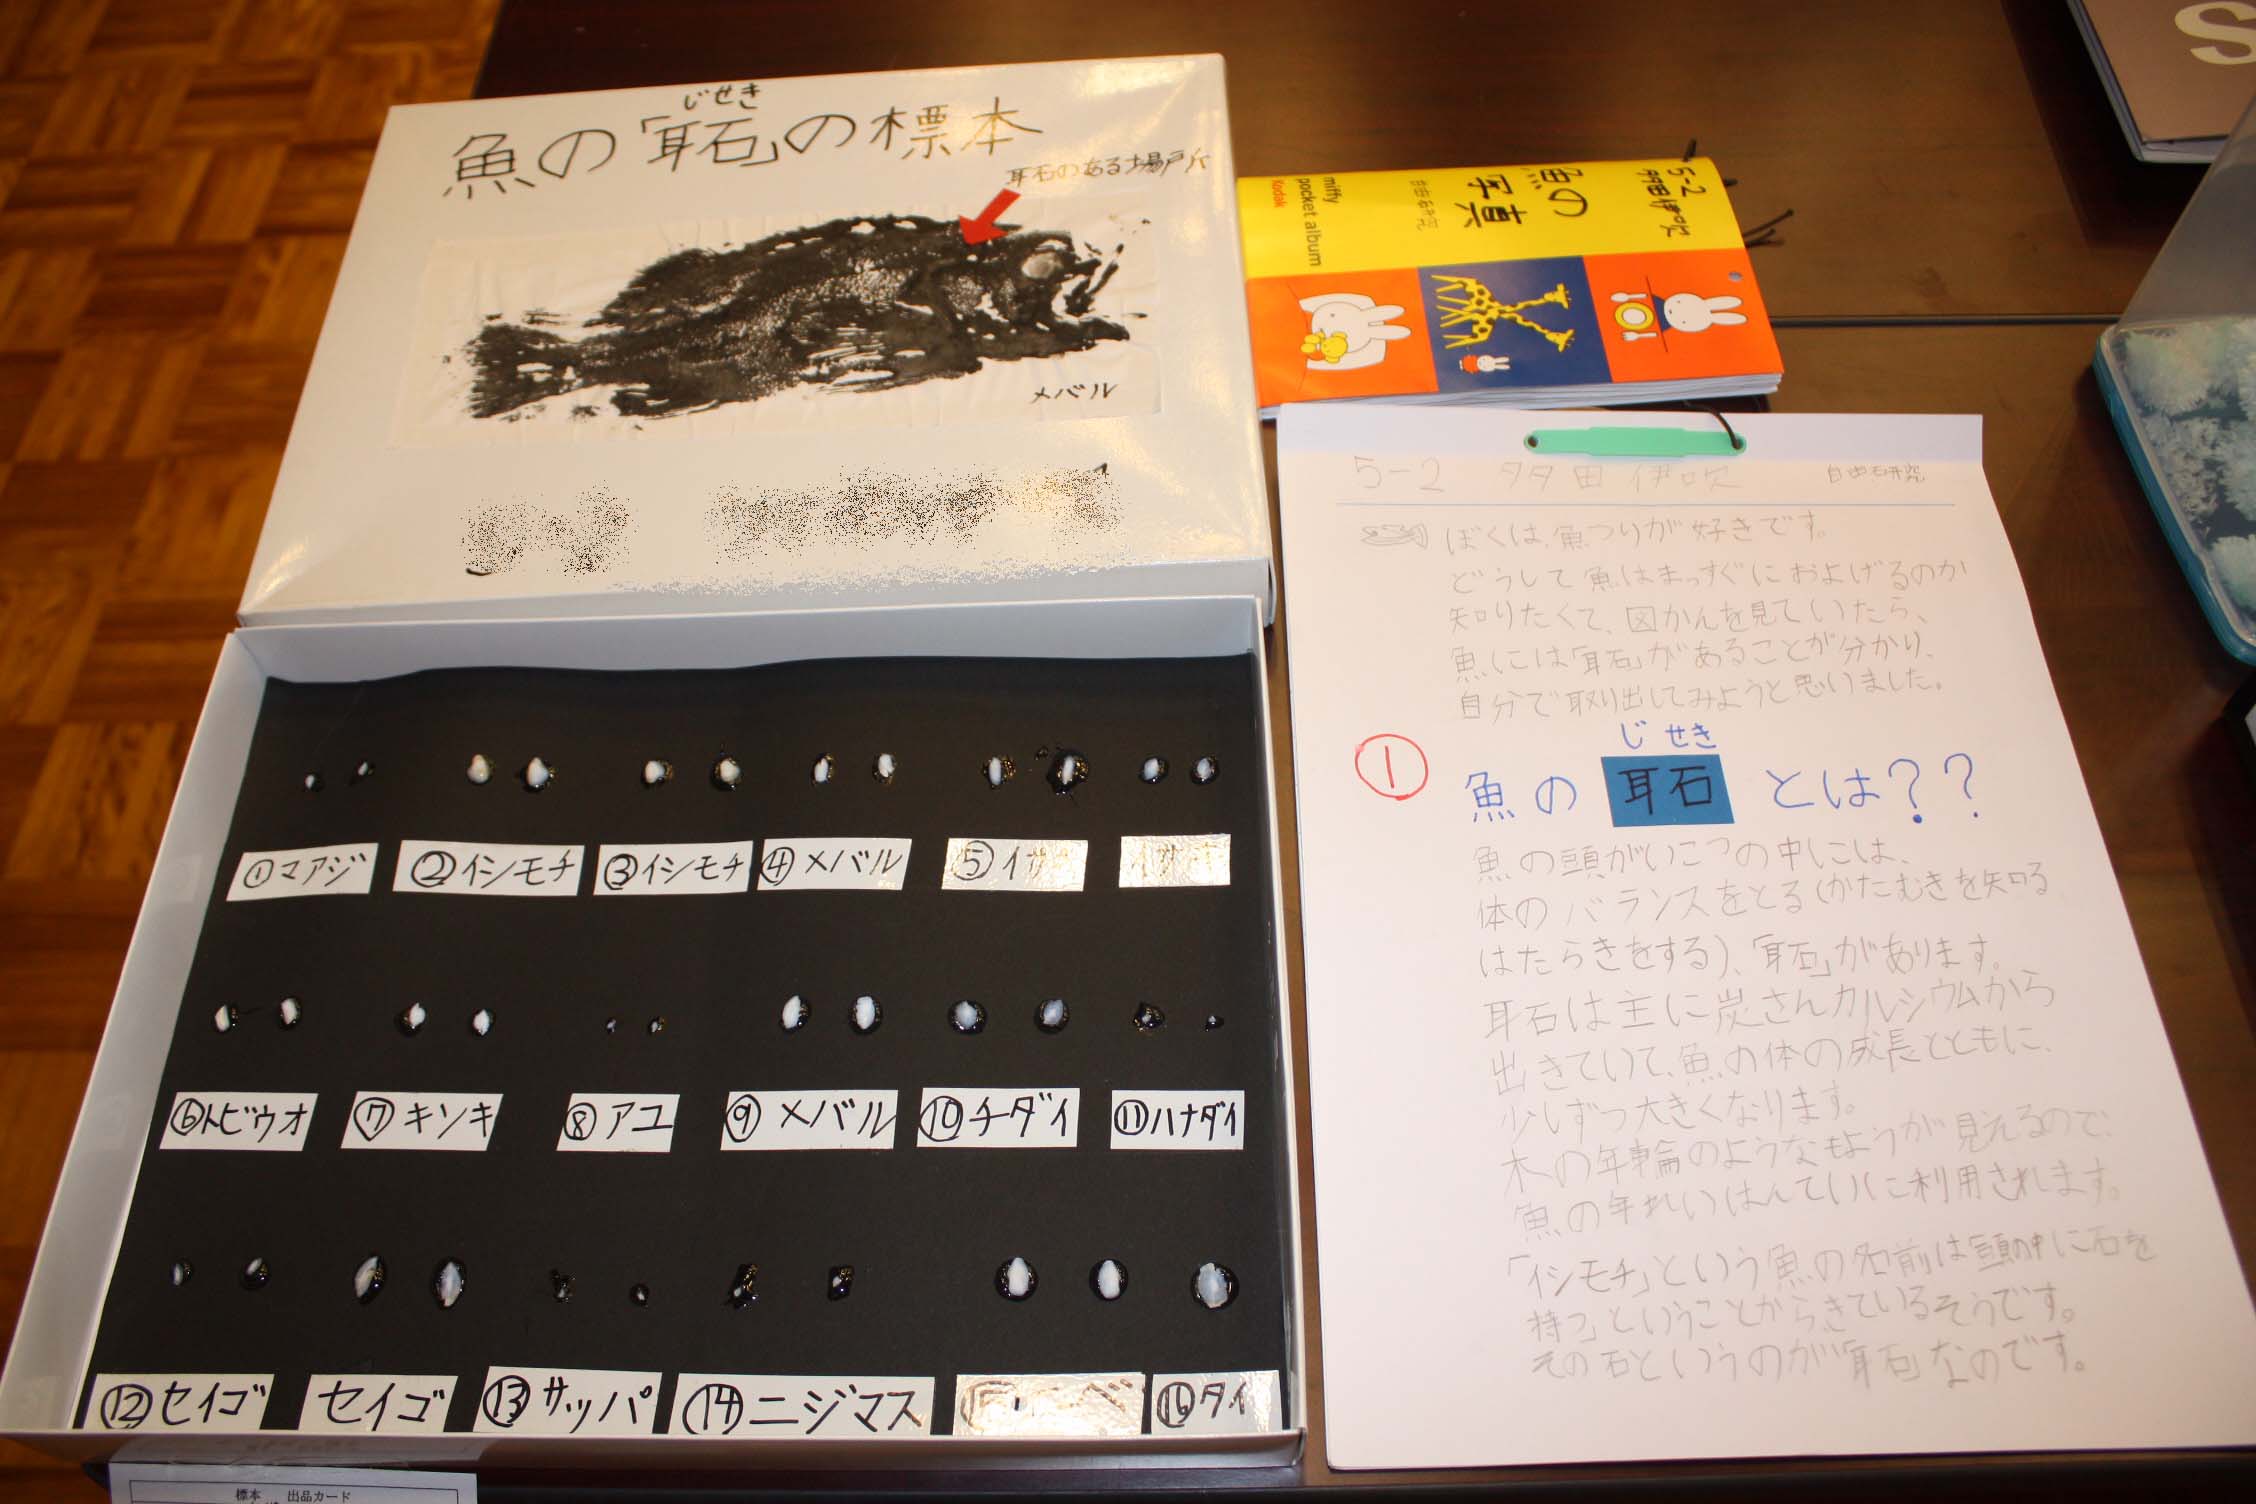 じせき
魚の「耳石」の標本
耳石のある場所
メバル
5-2
多田伊吹
魚の
写真
自由研究
miffy
pocket album
Kodak
S
5-2 多田伊吹 自由研究
ぼくは、魚つりが好きです。
どうして魚はまっすぐにおよげるのか
知りたくて、図かんを見ていたら、
魚には「耳石」があることが分かり、
自分で取り出してみようと思いました。
① じせき
魚の耳石とは??
魚の頭がいこつの中には、
体のバランスをとる(かたむきを知る
はたらきをする)、「耳石」があります。
耳石は主に炭さんカルシウムから
出きていて、魚の体の成長とともに、
少しずつ大きくなります。
木の年輪のようなもようが見えるので、
魚の年れいはんていに利用されます。
「イシモチ」という魚の名前は「頭の中に石を
持つ」ということからきているそうです。
その石というのが「耳石」なのです。
①マアジ ②イシモチ ③イシモチ ④メバル ⑤イサキ イサキ
⑥トビウオ ⑦キンキ ⑧アユ ⑨メバル ⑩チダイ ⑪ハナダイ
⑫セイゴ セイゴ ⑬サッパ ⑭ニジマス ⑯タイ
標本 出品カード